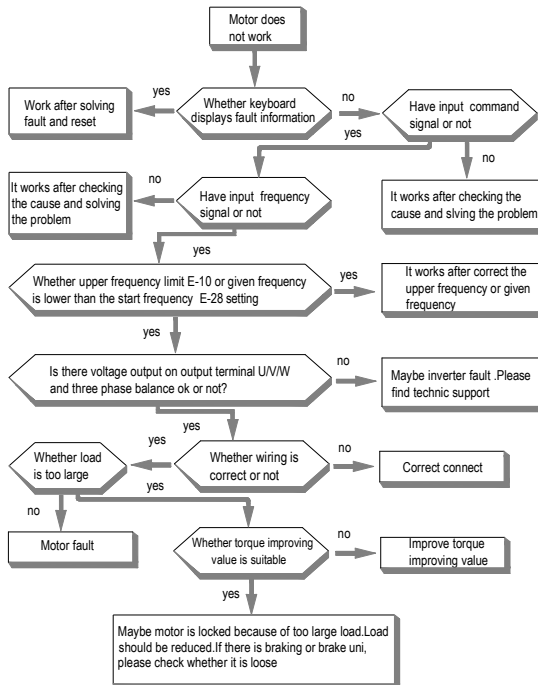 Motor does
not work
yes
Whether keyboard
displays fault information
no
Work after solving
fault and reset
Have input command
signal or not
yes
no
It works after checking
the cause and solving
the problem
no
Have input frequency
signal or not
It works after checking the
cause and slving the problem
yes
Whether upper frequency limit E-10 or given frequency
is lower than the start frequency E-28 setting
yes
It works after correct the
upper frequency or given
frequency
yes
Is there voltage output on output terminal U/V/W
and three phase balance ok or not?
no
Maybe inverter fault .Please
find technic support
yes
Whether load
is too large
yes
Whether wiring is
correct or not
no
Correct connect
yes
no
Motor fault
Whether torque improving
value is suitable
no
Improve torque
improving value
yes
Maybe motor is locked because of too large load.Load
should be reduced.If there is braking or brake uni,
please check whether it is loose